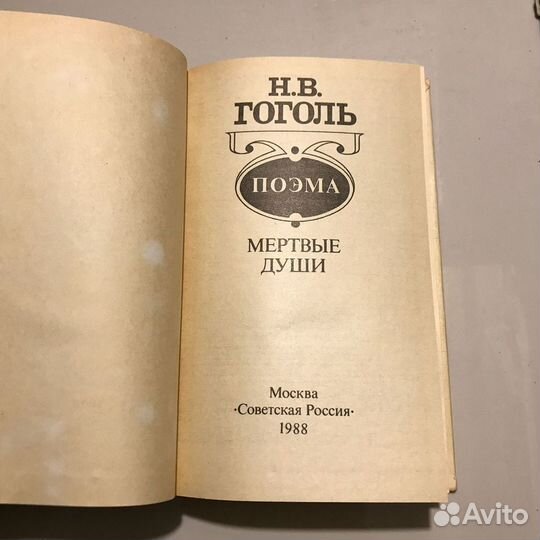 Н.В.
ГОГОЛЬ
ПОЭМА
МЕРТВЫЕ
ДУШИ
Москва
·Советская Россия·
1988
Avito